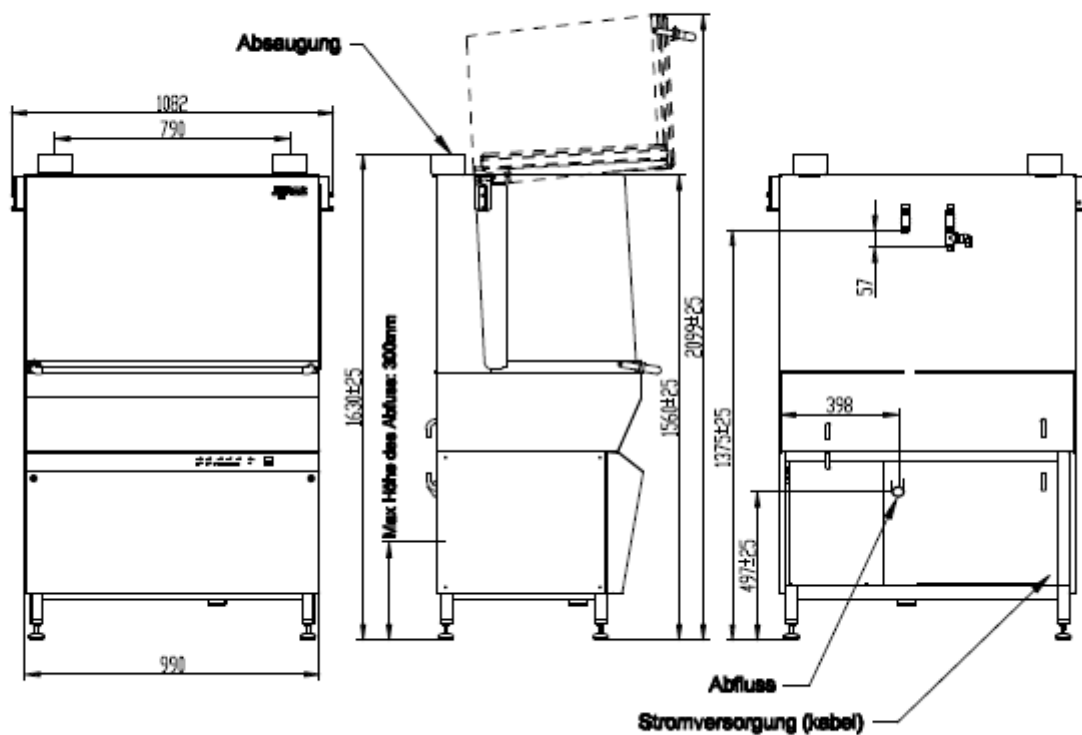 Absaugung
1082
790
1630±25
Max Höhe des Abfluss: 300mm
1560±25
2099±25
57
1375±25
398
497±25
990
Abfluss
Stromversorgung (kabel)